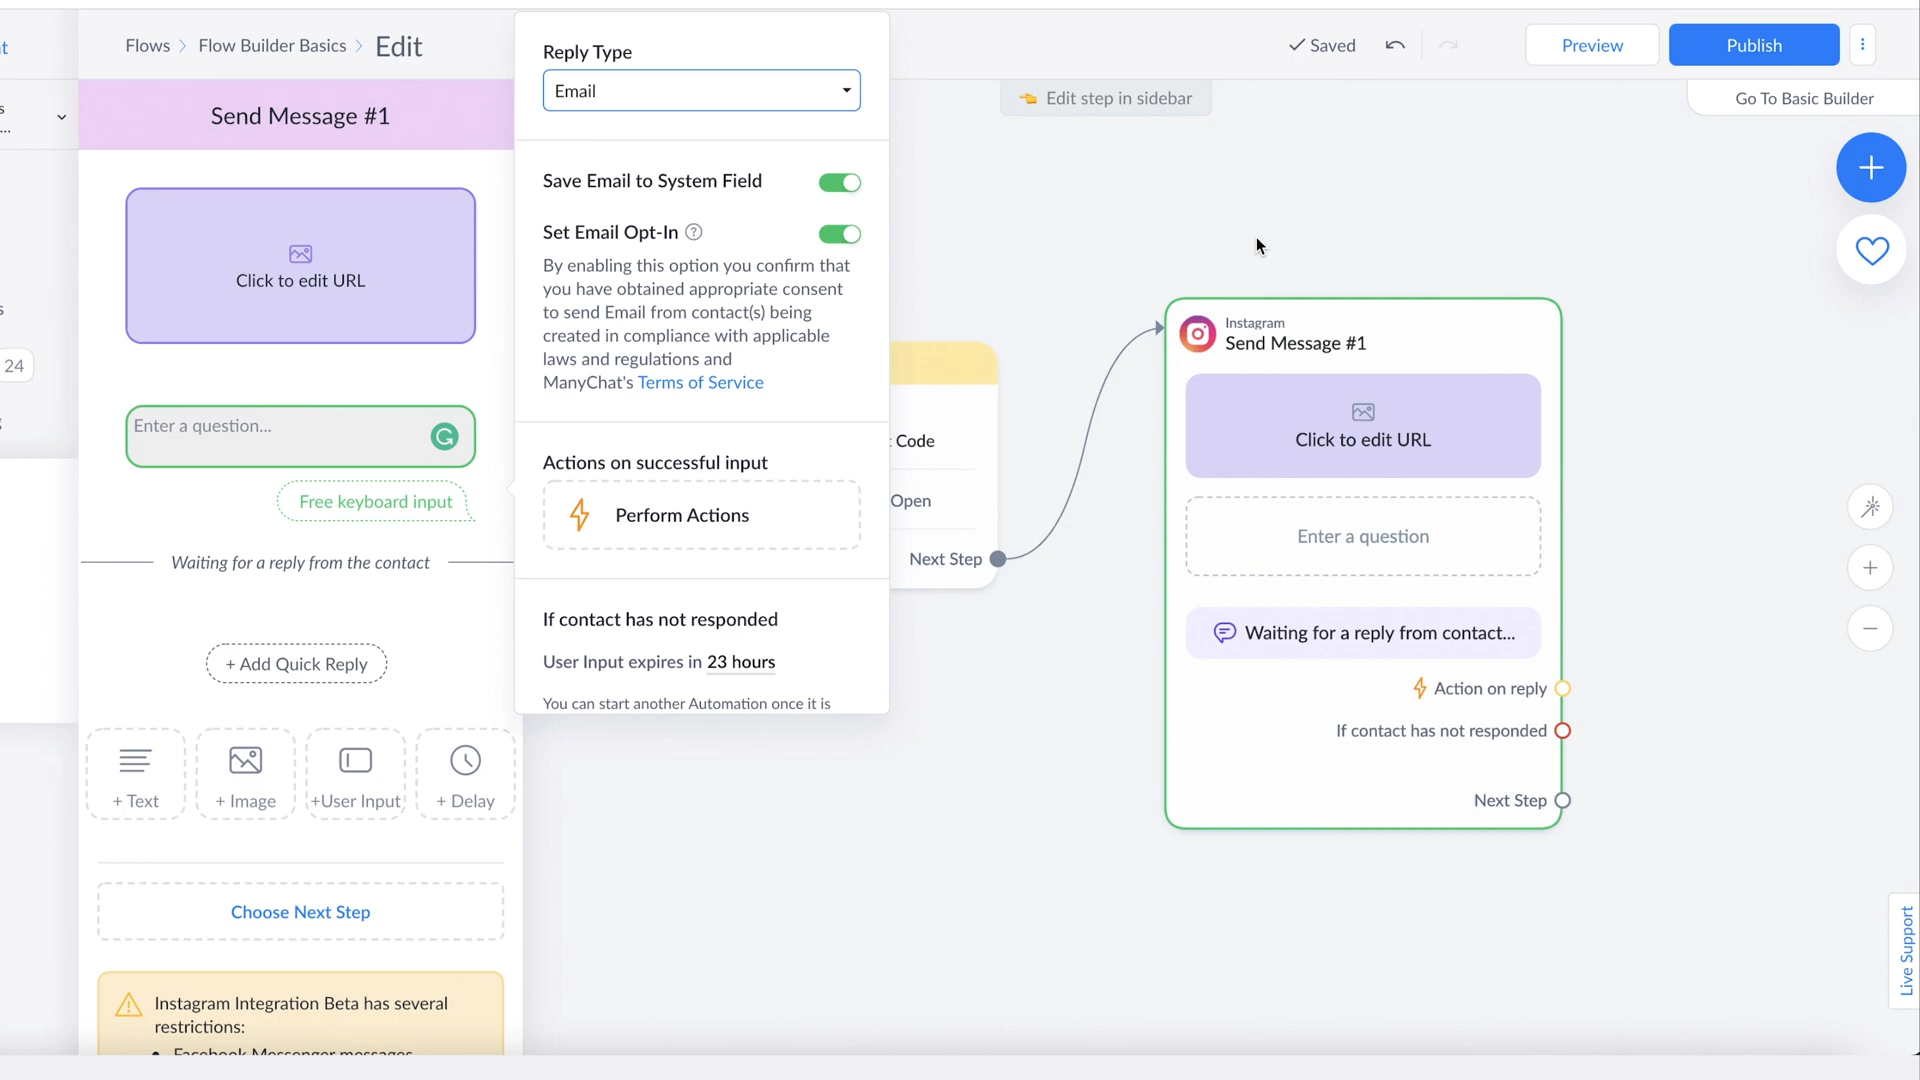 Flows
Flow Builder Basics
Edit
Saved
Preview
Publish
Send Message #1
Click to edit URL
24
Enter a question...
Free keyboard input
Waiting for a reply from the contact
+ Add Quick Reply
+ Text
+ Image
+User Input
+ Delay
Choose Next Step
Instagram Integration Beta has several
restrictions:
Facebook Messenger messages
Reply Type
Email
Save Email to System Field
Set Email Opt-In ?
By enabling this option you confirm that
you have obtained appropriate consent
to send Email from contact(s) being
created in compliance with applicable
laws and regulations and
ManyChat's Terms of Service
Actions on successful input
Perform Actions
If contact has not responded
User Input expires in 23 hours
You can start another Automation once it is
👈 Edit step in sidebar
Go To Basic Builder
Code
Open
Next Step
Instagram
Send Message #1
Click to edit URL
Enter a question
Waiting for a reply from contact...
Action on reply
If contact has not responded
Next Step
Live Support